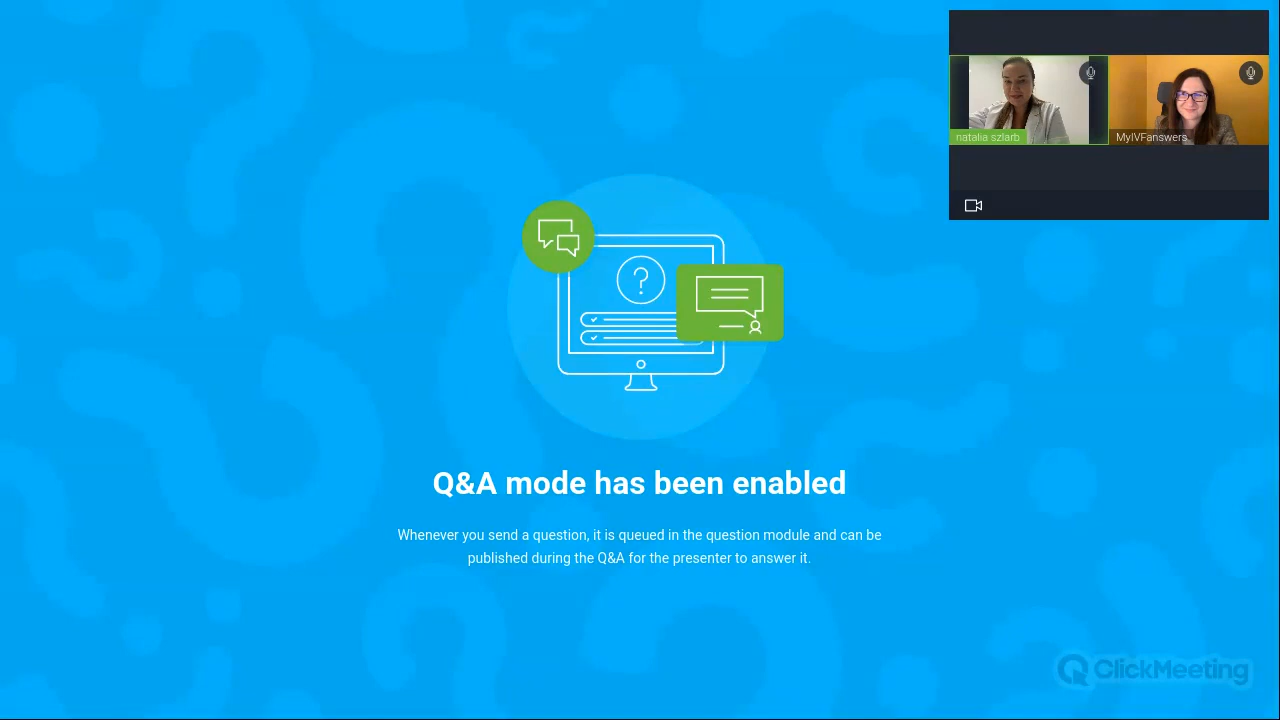 natalia szlarb
MyIVFanswers
?
Q&A mode has been enabled
Whenever you send a question, it is queued in the question module and can be
published during the Q&A for the presenter to answer it.
ClickMeeting